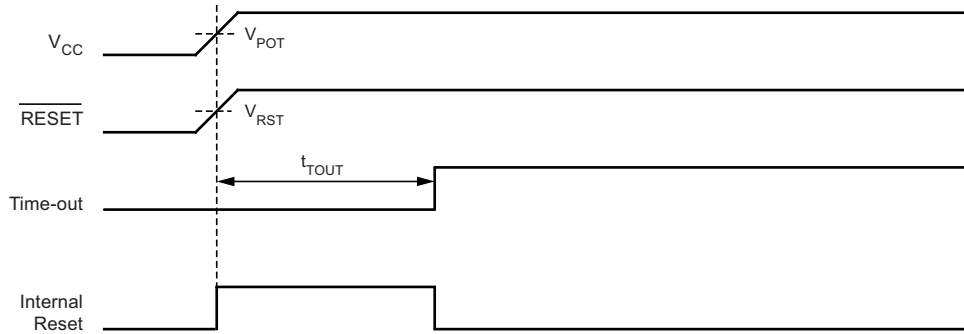 V_CC
V_POT
RESET
V_RST
t_TOUT
Time-out
Internal
Reset